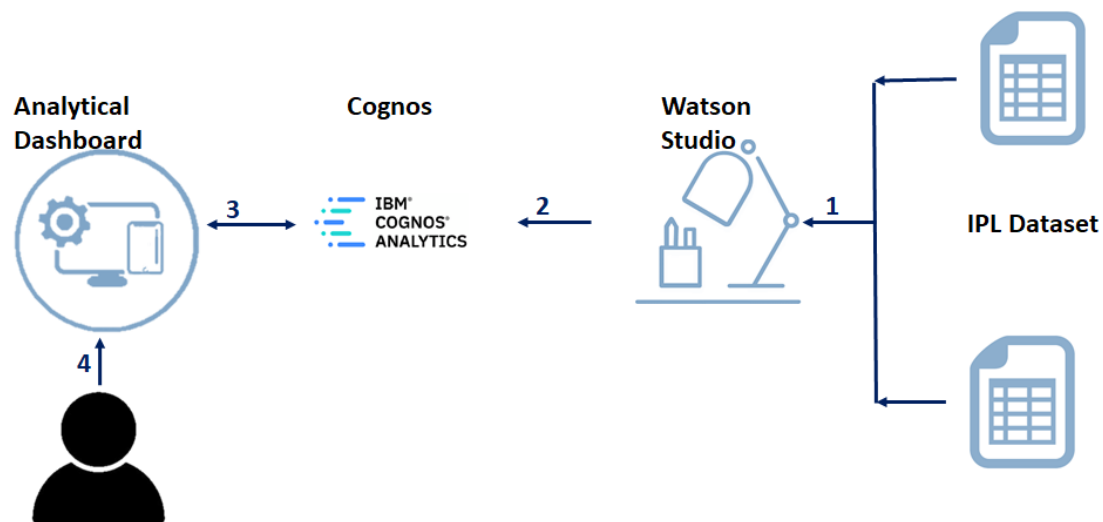 Analytical
Dashboard
Cognos
Watson
Studio
3
IBM®
COGNOS®
ANALYTICS
2
1
IPL Dataset
4